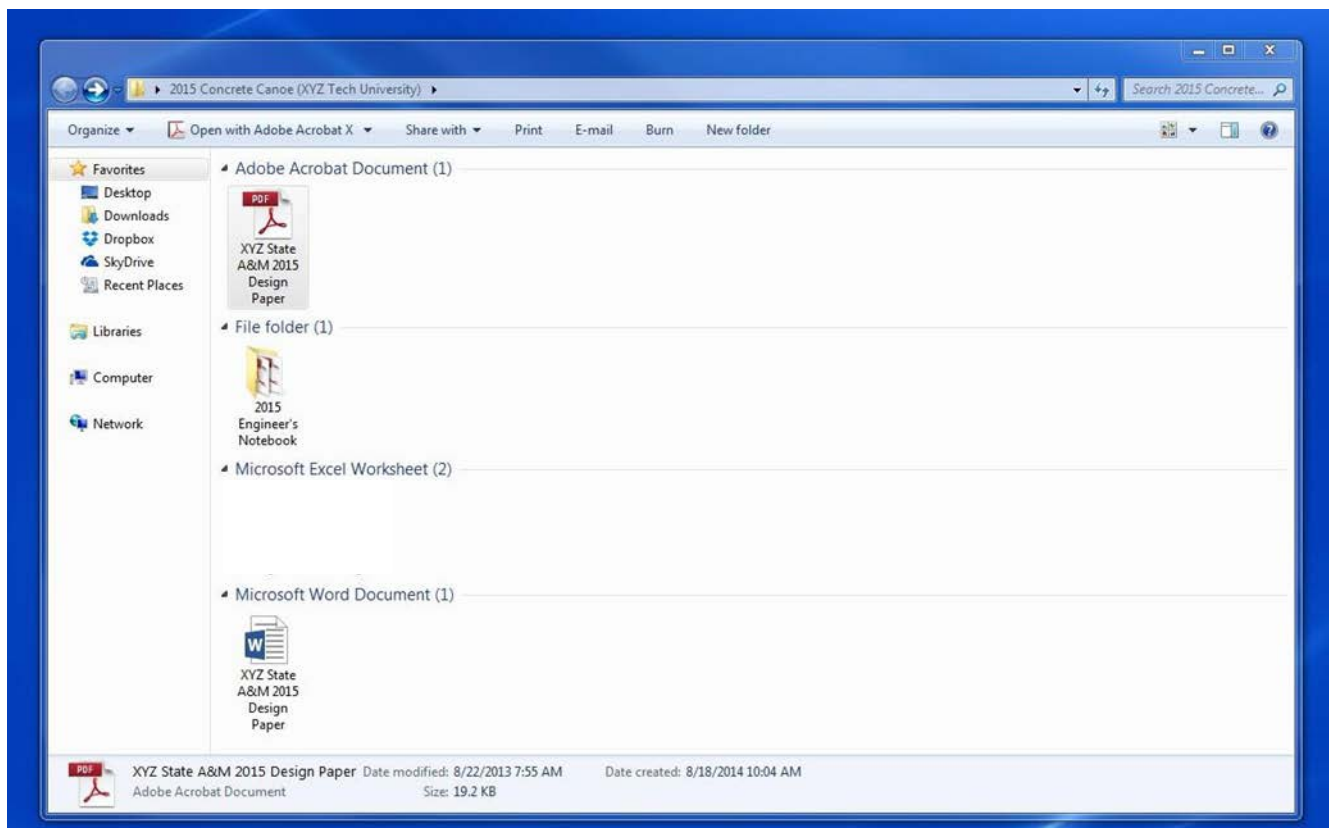 2015 Concrete Canoe (XYZ Tech University)
Search 2015 Concrete...
Organize Open with Adobe Acrobat X Share with Print E-mail Burn New folder
Favorites
Desktop
Downloads
Dropbox
SkyDrive
Recent Places
Libraries
Computer
Network
Adobe Acrobat Document (1)
PDF
XYZ State
A&M 2015
Design
Paper
File folder (1)
2015
Engineer's
Notebook
Microsoft Excel Worksheet (2)
Microsoft Word Document (1)
W
XYZ State
A&M 2015
Design
Paper
PDF
XYZ State A&M 2015 Design Paper Date modified: 8/22/2013 7:55 AM Date created: 8/18/2014 10:04 AM
Adobe Acrobat Document Size: 19.2 KB